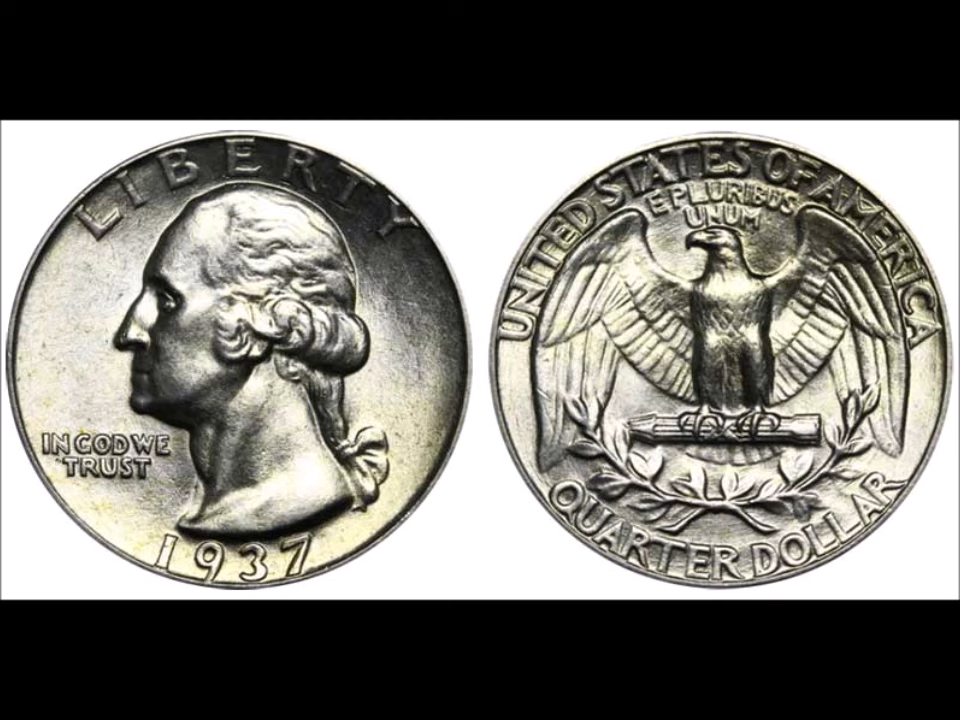 LIBERTY
IN GOD WE
TRUST
1937
UNITED STATES OF AMERICA
E PLURIBUS
UNUM
QUARTER DOLLAR